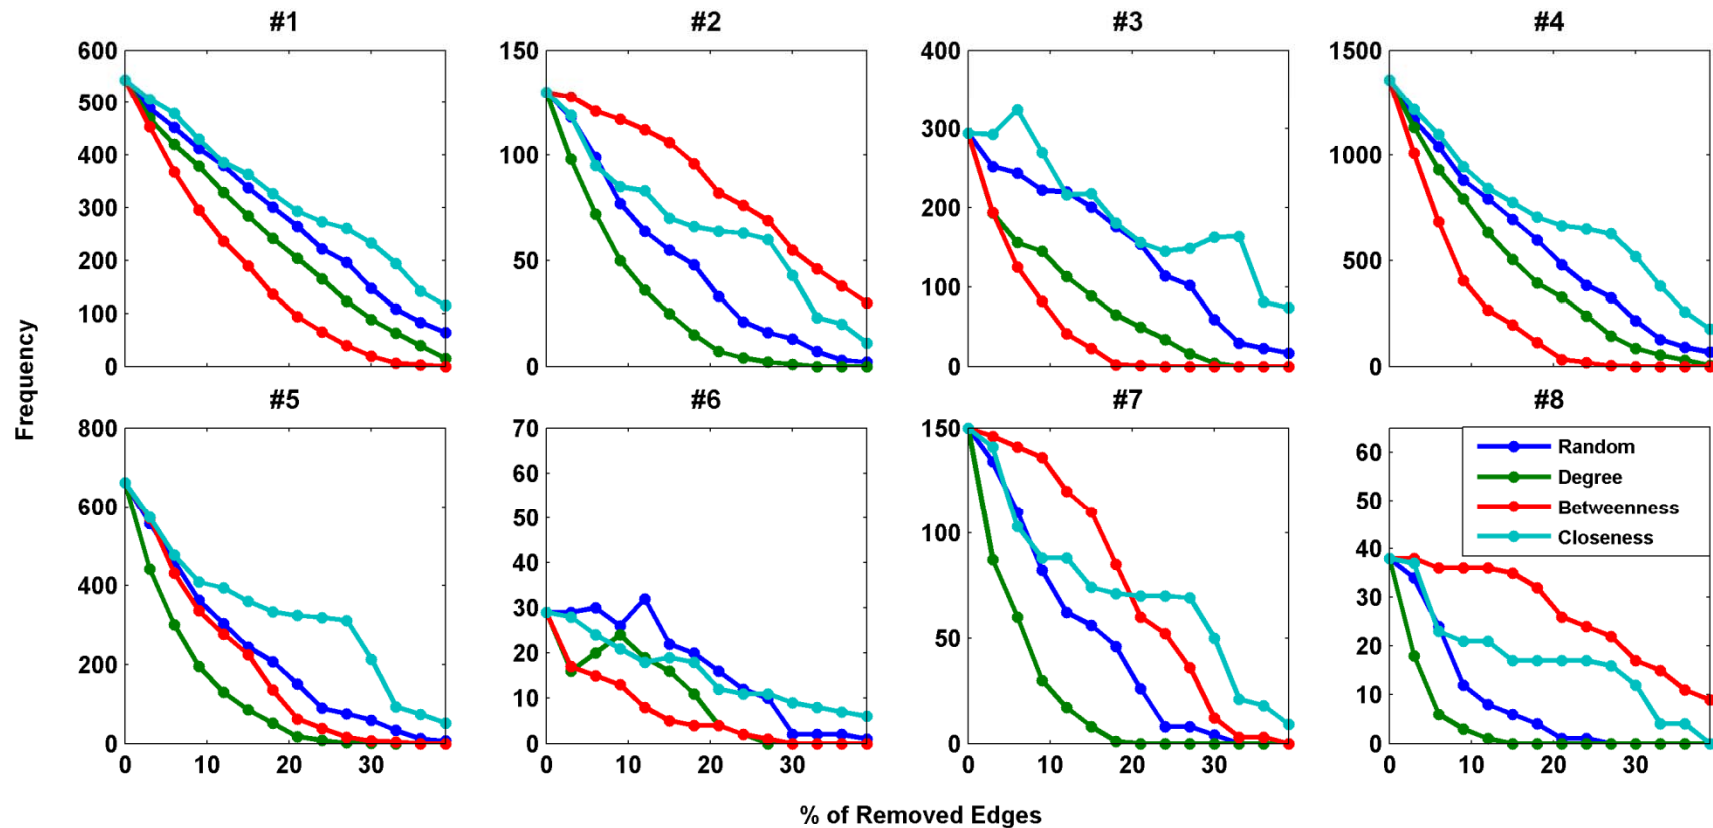 #1 #2 #3 #4
600 150 400 1500
500
400 100 300 1000
300 200
200 50 100 500
100
0 0 0 0
#5 #6 #7 #8
800 70 150 60
600 60 50
400 50 100 40
200 40 30
0 30 50 20
20 10
10 0
0 0
Random
Degree
Betweenness
Closeness
0 10 20 30 0 10 20 30 0 10 20 30 0 10 20 30
Frequency
% of Removed Edges